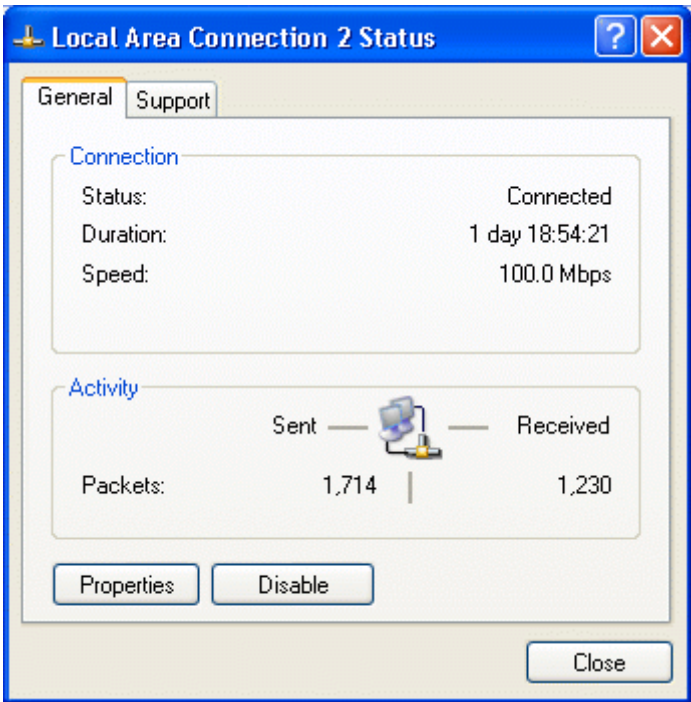 Local Area Connection 2 Status ?
General Support
Connection
Status: Connected
Duration: 1 day 18:54:21
Speed: 100.0 Mbps
Activity
Sent Received
Packets: 1,714 1,230
Properties Disable
Close